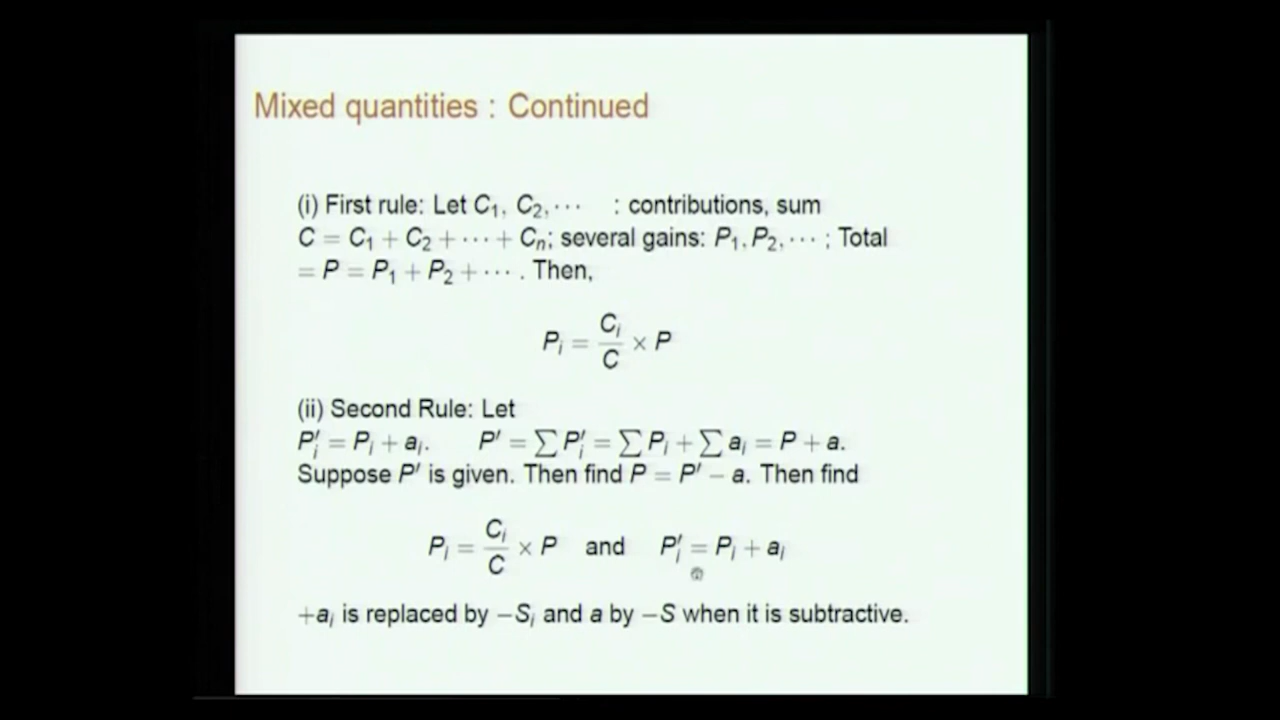 Mixed quantities : Continued
(i) First rule: Let C₁, C₂, ⋯ : contributions, sum
C = C₁ + C₂ + ⋯ + Cₙ; several gains: P₁, P₂, ⋯ ; Total
= P = P₁ + P₂ + ⋯ . Then,
Pᵢ = Cᵢ/C × P
(ii) Second Rule: Let
P′ᵢ = Pᵢ + aᵢ. P′ = ∑ P′ᵢ = ∑ Pᵢ + ∑ aᵢ = P + a.
Suppose P′ is given. Then find P = P′ − a. Then find
Pᵢ = Cᵢ/C × P and P′ᵢ = Pᵢ + aᵢ
+aᵢ is replaced by −Sᵢ and a by −S when it is subtractive.